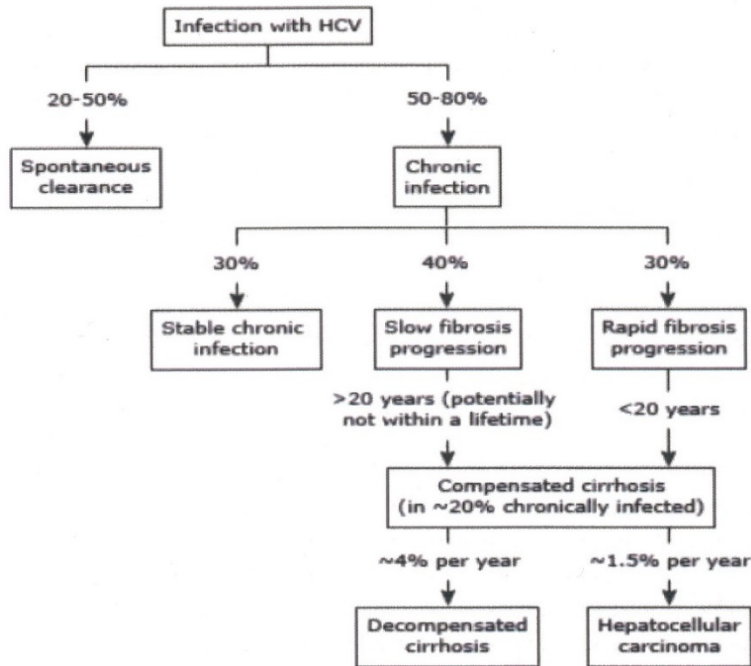 Infection with HCV
20-50%
50-80%
Spontaneous
clearance
Chronic
infection
30%
40%
30%
Stable chronic
infection
Slow fibrosis
progression
Rapid fibrosis
progression
>20 years (potentially
not within a lifetime)
<20 years
Compensated cirrhosis
(in ~20% chronically infected)
~4% per year
~1.5% per year
Decompensated
cirrhosis
Hepatocellular
carcinoma